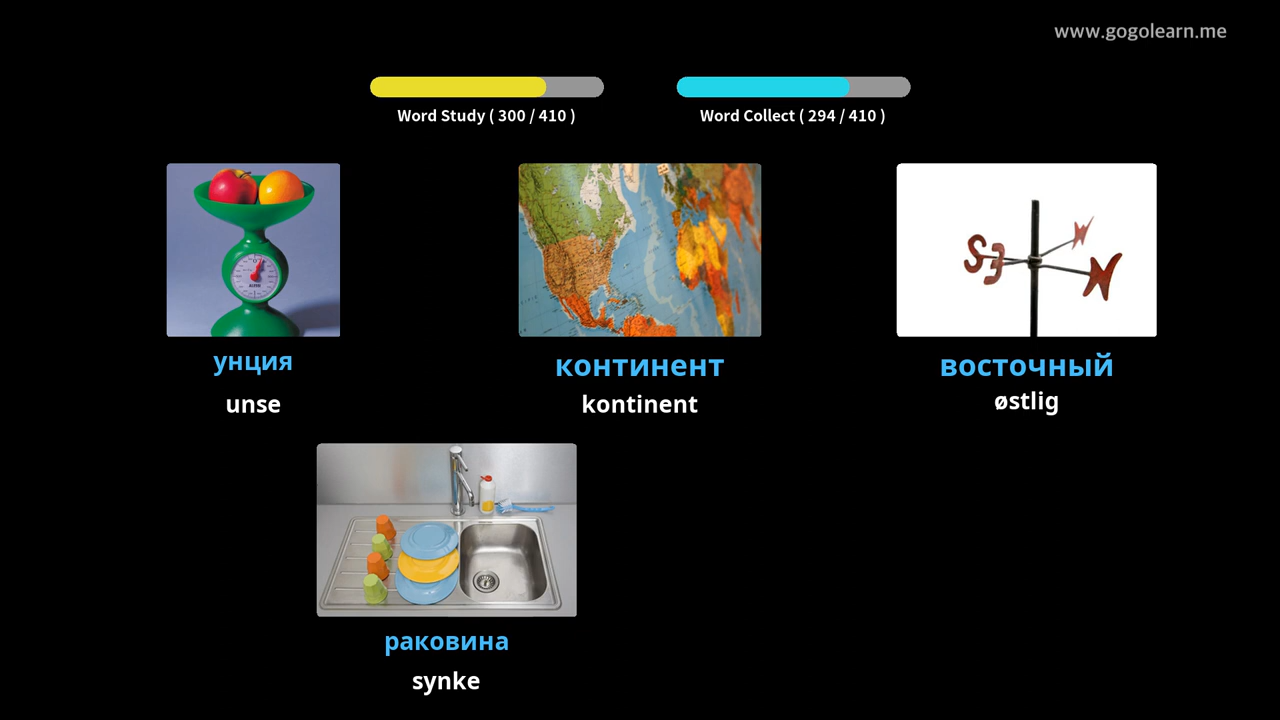 www.gogolearn.me
Word Study ( 300 / 410 )
Word Collect ( 294 / 410 )
унция
unse
континент
kontinent
восточный
østlig
раковина
synke